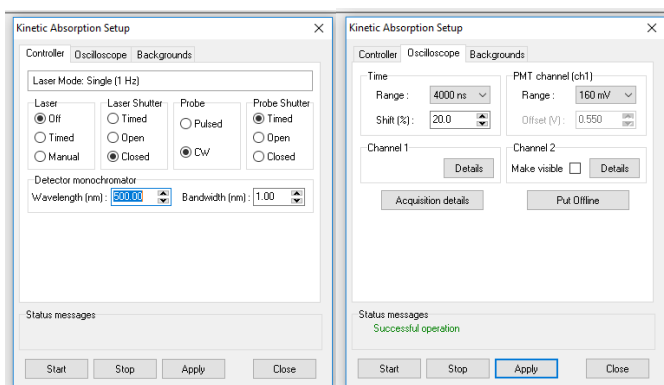 Kinetic Absorption Setup
Controller Oscilloscope Backgrounds
Laser Mode: Single (1 Hz)
Laser Laser Shutter Probe Probe Shutter
Off Timed Pulsed Timed
Timed Open CW Open
Manual Closed Closed
Detector monochromator
Wavelength (nm) : 500.00 Bandwidth (nm) : 1.00
Status messages
Start Stop Apply Close
Kinetic Absorption Setup
Controller Oscilloscope Backgrounds
Time PMT channel (ch1)
Range : 4000 ns Range : 160 mV
Shift (%) : 20.0 Offset (V) : 0.550
Channel 1 Channel 2
Details Make visible Details
Acquisition details Put Offline
Status messages
Successful operation
Start Stop Apply Close